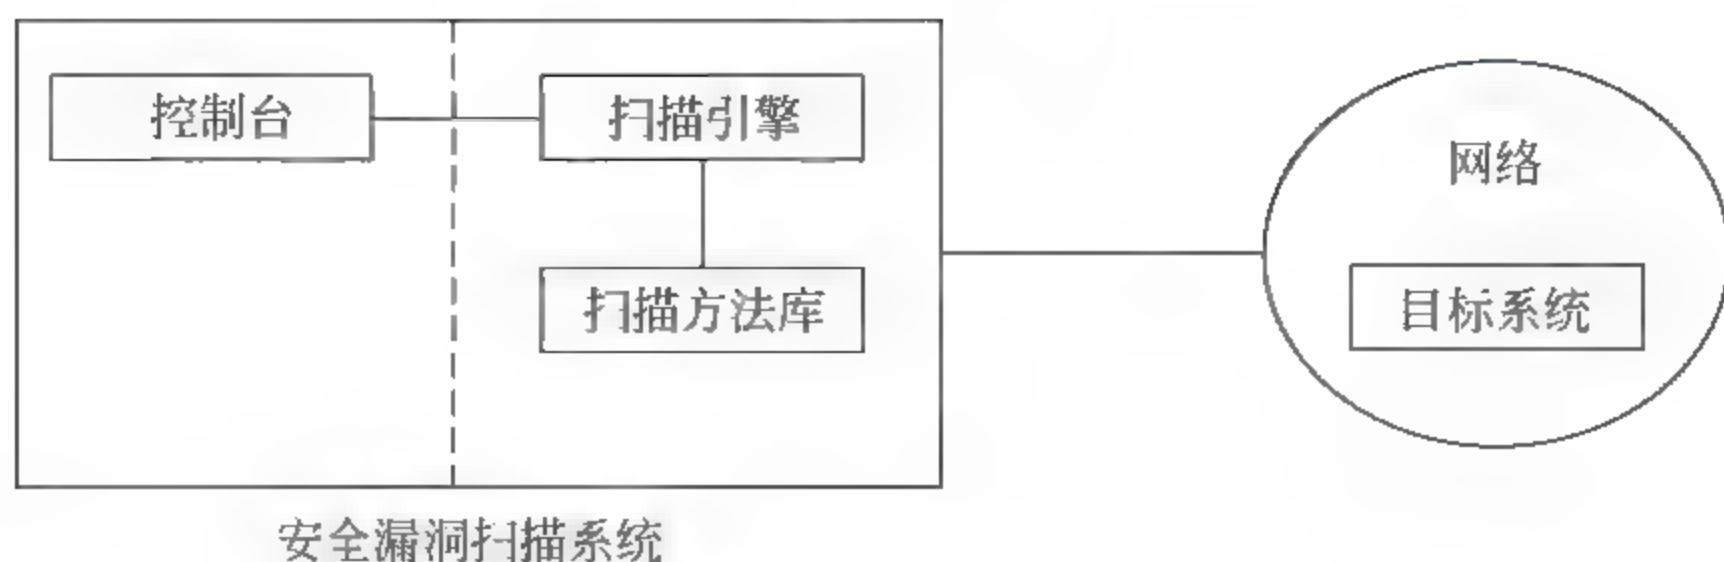 控制台
扫描引擎
网络
扫描方法库
目标系统
安全漏洞扫描系统